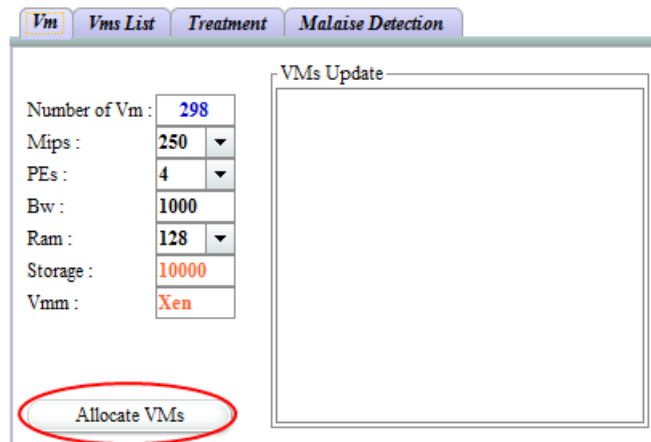 Vm Vms List Treatment Malaise Detection
VMs Update
Number of Vm : 298
Mips : 250
PEs : 4
Bw : 1000
Ram : 128
Storage : 10000
Vmm : Xen
Allocate VMs